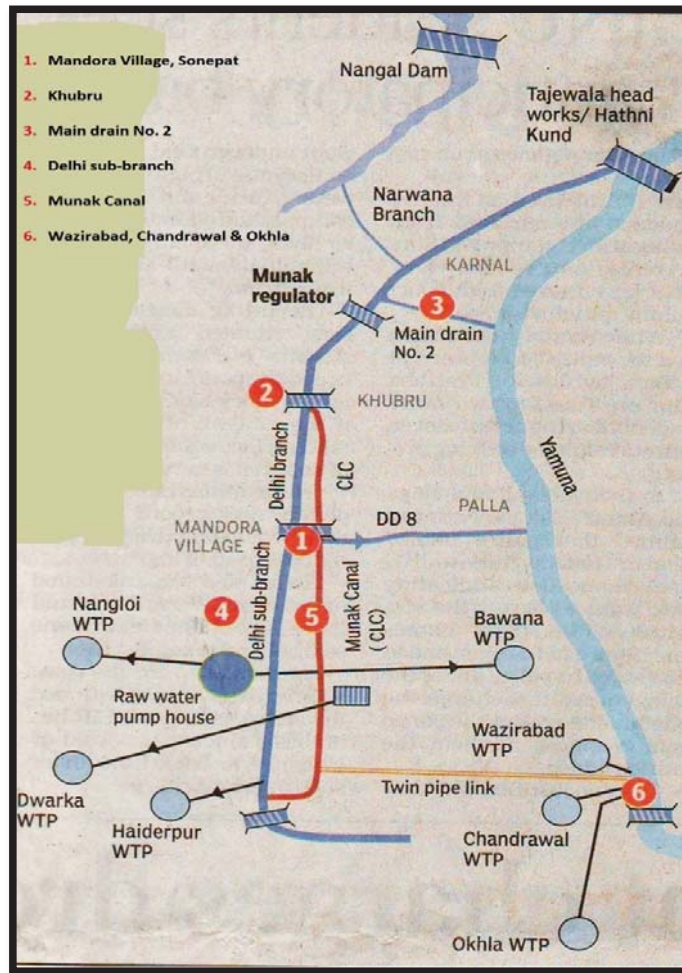 1. Mandora Village, Sonepat
2. Khubru
3. Main drain No. 2
4. Delhi sub-branch
5. Munak Canal
6. Wazirabad, Chandrawal & Okhla
Nangal Dam
Tajewala head
works/ Hathni
Kund
Narwana
Branch
KARNAL
Munak
regulator
3
Main drain
No. 2
2
KHUBRU
Delhi branch
CLC
Yamuna
MANDORA
VILLAGE
1
DD 8
PALLA
Delhi sub-branch
Munak Canal
(CLC)
5
Nangloi
WTP
4
Bawana
WTP
Raw water
pump house
Dwarka
WTP
Haiderpur
WTP
Twin pipe link
Wazirabad
WTP
6
Chandrawal
WTP
Okhla WTP